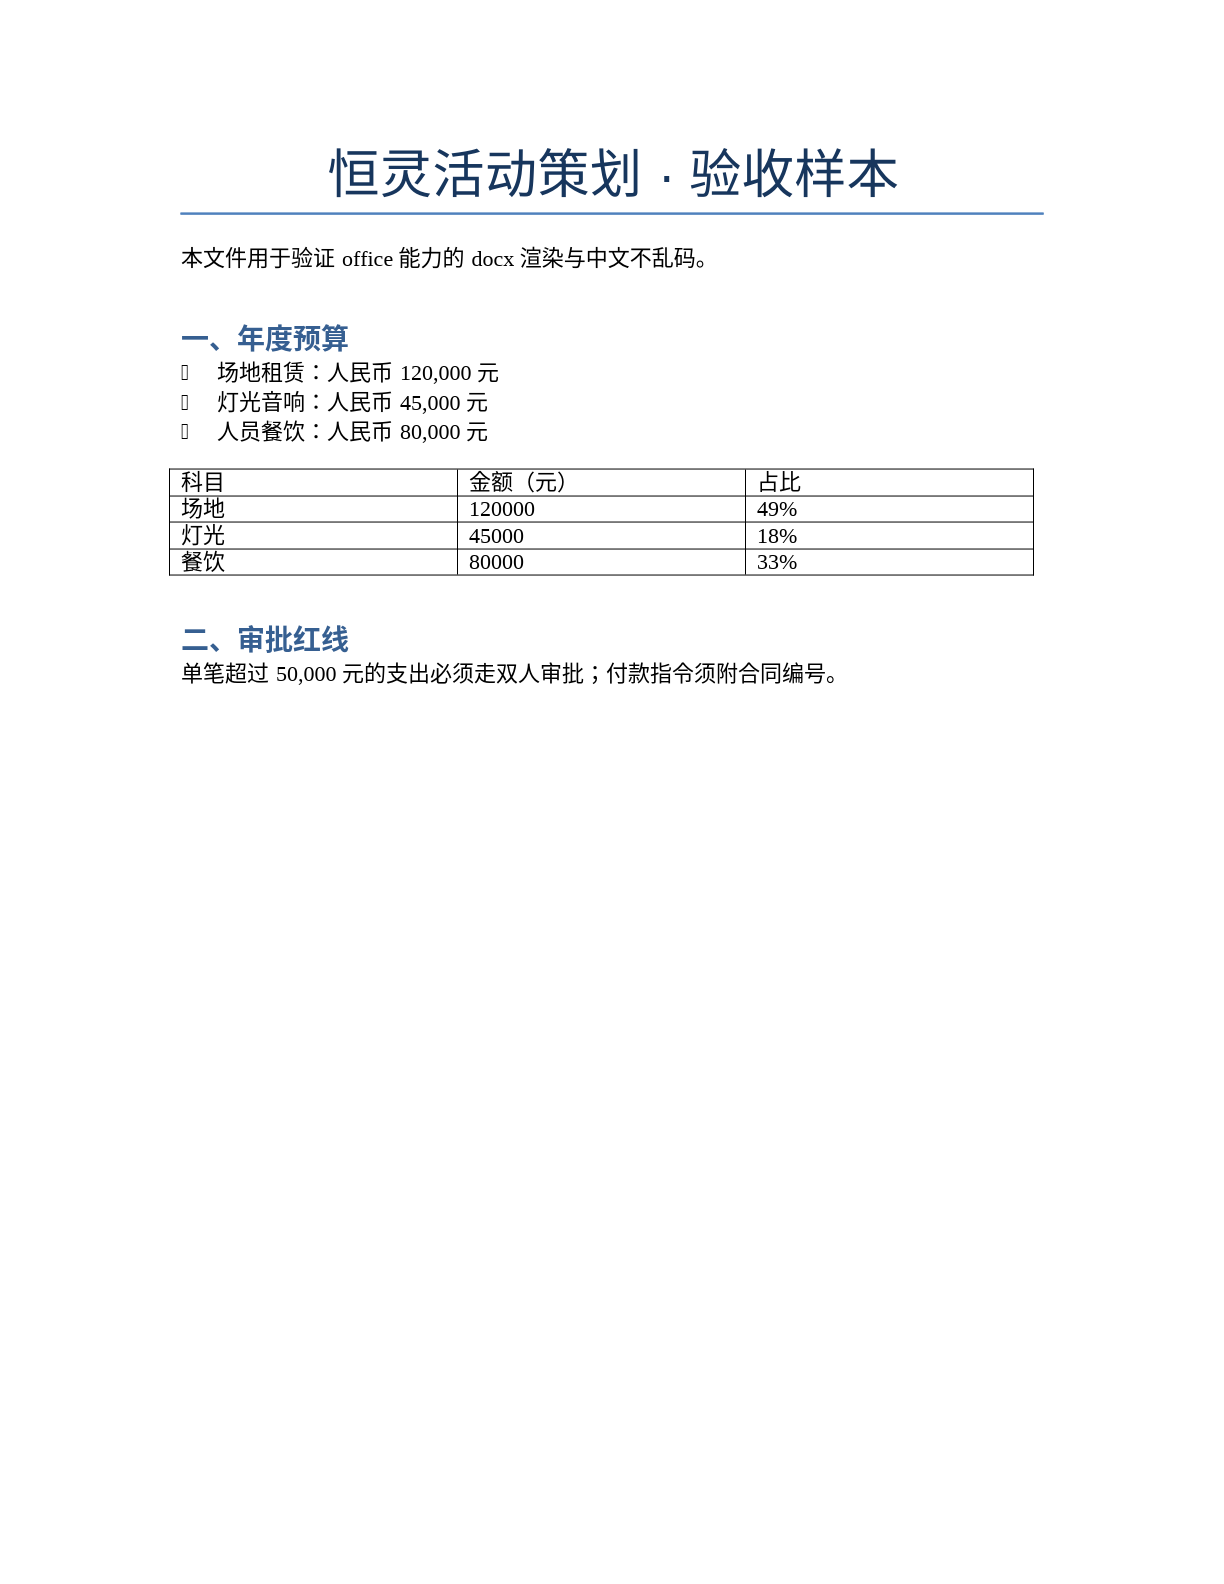 恒灵活动策划 · 验收样本
本文件用于验证 office 能力的 docx 渲染与中文不乱码。
一、年度预算
场地租赁：人民币 120,000 元
灯光音响：人民币 45,000 元
人员餐饮：人民币 80,000 元
科目 金额（元） 占比
场地 120000 49%
灯光 45000 18%
餐饮 80000 33%
二、审批红线
单笔超过 50,000 元的支出必须走双人审批；付款指令须附合同编号。